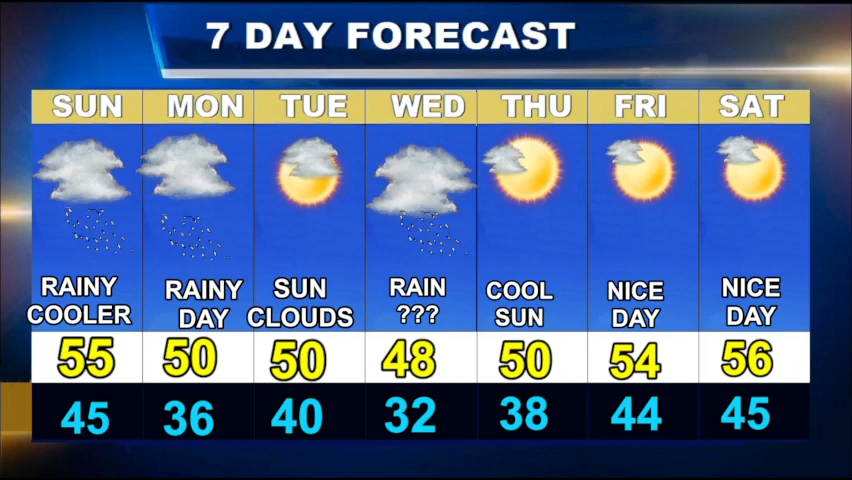 7 DAY FORECAST
SUN MON TUE WED THU FRI SAT
RAINY COOLER
RAINY DAY
SUN CLOUDS
RAIN ???
COOL SUN
NICE DAY
NICE DAY
55 50 50 48 50 54 56
45 36 40 32 38 44 45